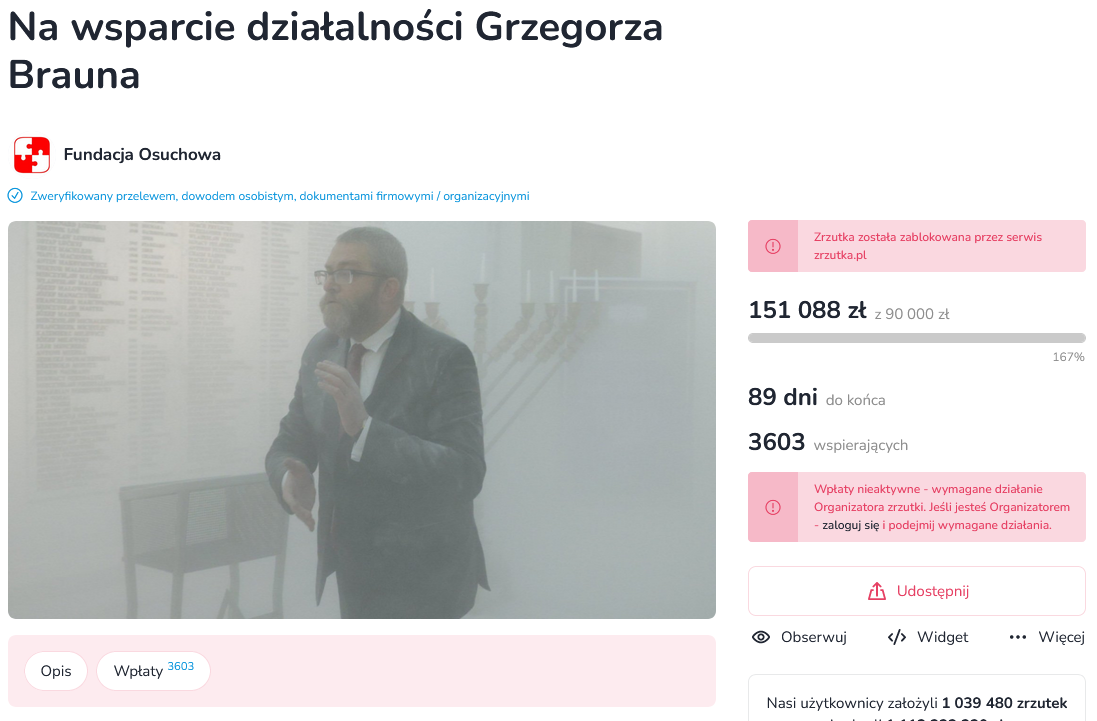 Na wsparcie działalności Grzegorza
Brauna
Fundacja Osuchowa
Zweryfikowany przelewem, dowodem osobistym, dokumentami firmowymi / organizacyjnymi
Zrzutka została zablokowana przez serwis
zrzutka.pl
151 088 zł z 90 000 zł
167%
89 dni do końca
3603 wspierających
Wpłaty nieaktywne - wymagane działanie
Organizatora zrzutki. Jeśli jesteś Organizatorem
- zaloguj się i podejmij wymagane działania.
Udostępnij
Obserwuj Widget Więcej
Opis Wpłaty 3603
Nasi użytkownicy założyli 1 039 480 zrzutek